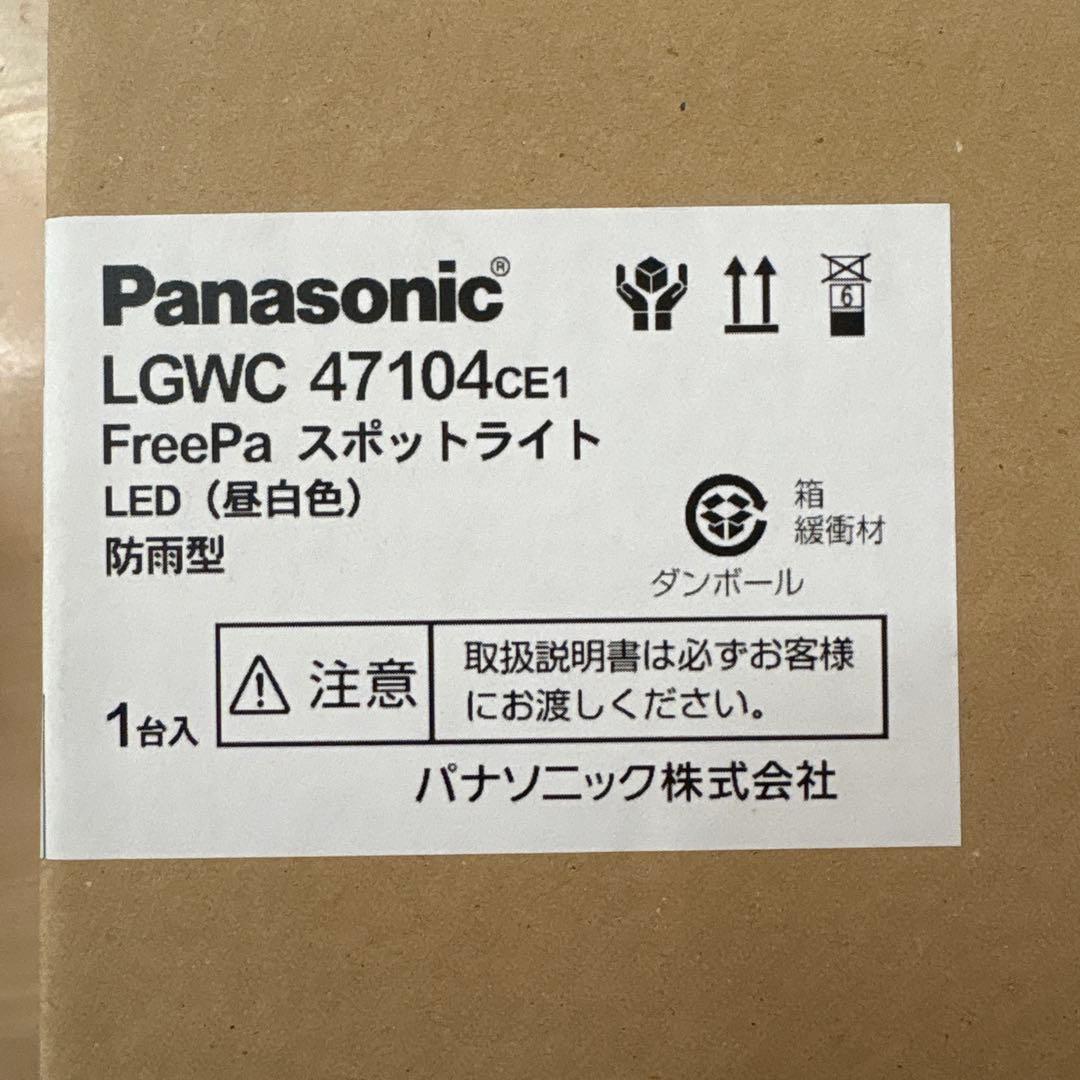 Panasonic®
LGWC 47104CE1
FreePa スポットライト
LED（昼白色）
防雨型
6
箱
緩衝材
ダンボール
1台入
注意
取扱説明書は必ずお客様
にお渡しください。
パナソニック株式会社